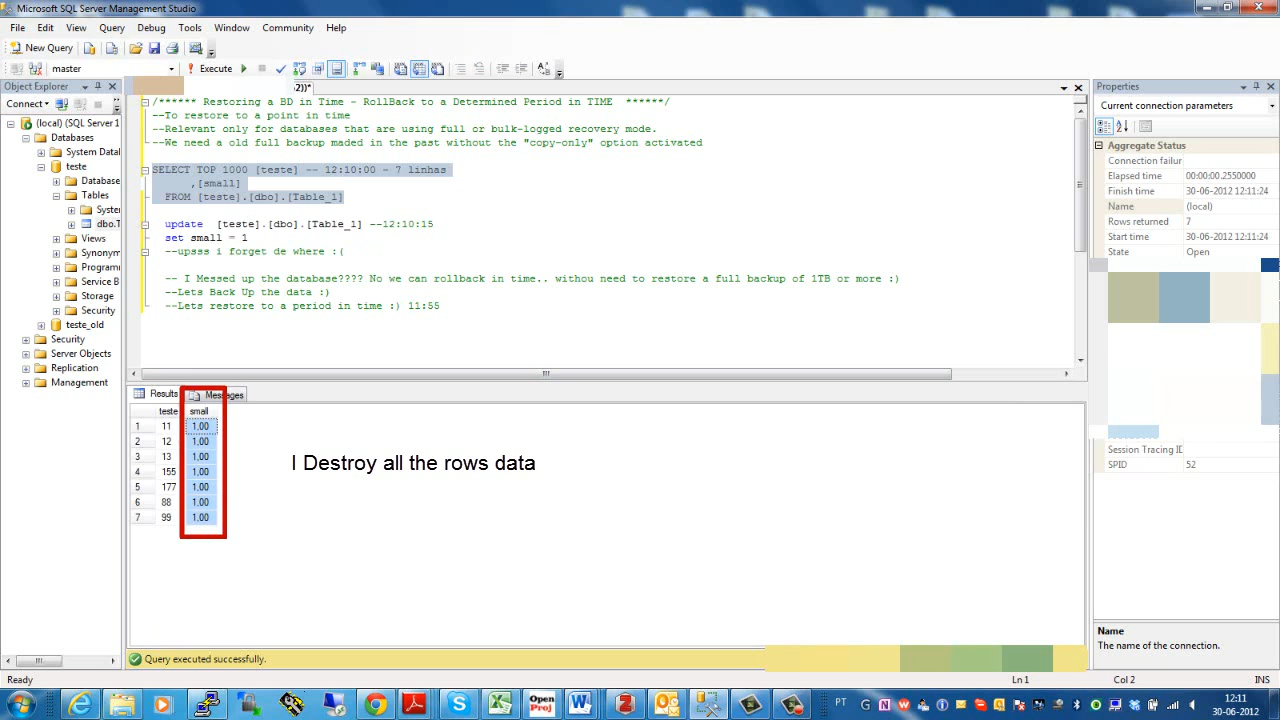 Microsoft SQL Server Management Studio
File Edit View Query Debug Tools Window Community Help
New Query
master Execute
Object Explorer
Connect
(local) (SQL Server 1
Databases
System Datal
teste
Database
Tables
System
dbo.T
Views
Synonym
Programm
Service B
Storage
Security
teste_old
Security
Server Objects
Replication
Management
2))*
/****** Restoring a BD in Time - RollBack to a Determined Period in TIME ******/
--To restore to a point in time
--Relevant only for databases that are using full or bulk-logged recovery mode.
--We need a old full backup maded in the past without the "copy-only" option activated
SELECT TOP 1000 [teste] -- 12:10:00 - 7 linhas
,[small]
FROM [teste].[dbo].[Table_1]
update [teste].[dbo].[Table_1] --12:10:15
set small = 1
--upsss i forget de where :(
-- I Messed up the database???? No we can rollback in time.. withou need to restore a full backup of 1TB or more :)
--Lets Back Up the data :)
--Lets restore to a period in time :) 11:55
Results Messages
teste small
1 11 1,00
2 12 1,00
3 13 1,00
4 155 1,00
5 177 1,00
6 88 1,00
7 99 1,00
I Destroy all the rows data
Query executed successfully.
Properties
Current connection parameters
Aggregate Status
Connection failur
Elapsed time 00:00:00.2550000
Finish time 30-06-2012 12:11:24
Name (local)
Rows returned 7
Start time 30-06-2012 12:11:24
State Open
Session Tracing ID
SPID 52
Name
The name of the connection.
Ready Ln 1 Col 2 INS
Open
Proj
PT
12:11
30-06-2012